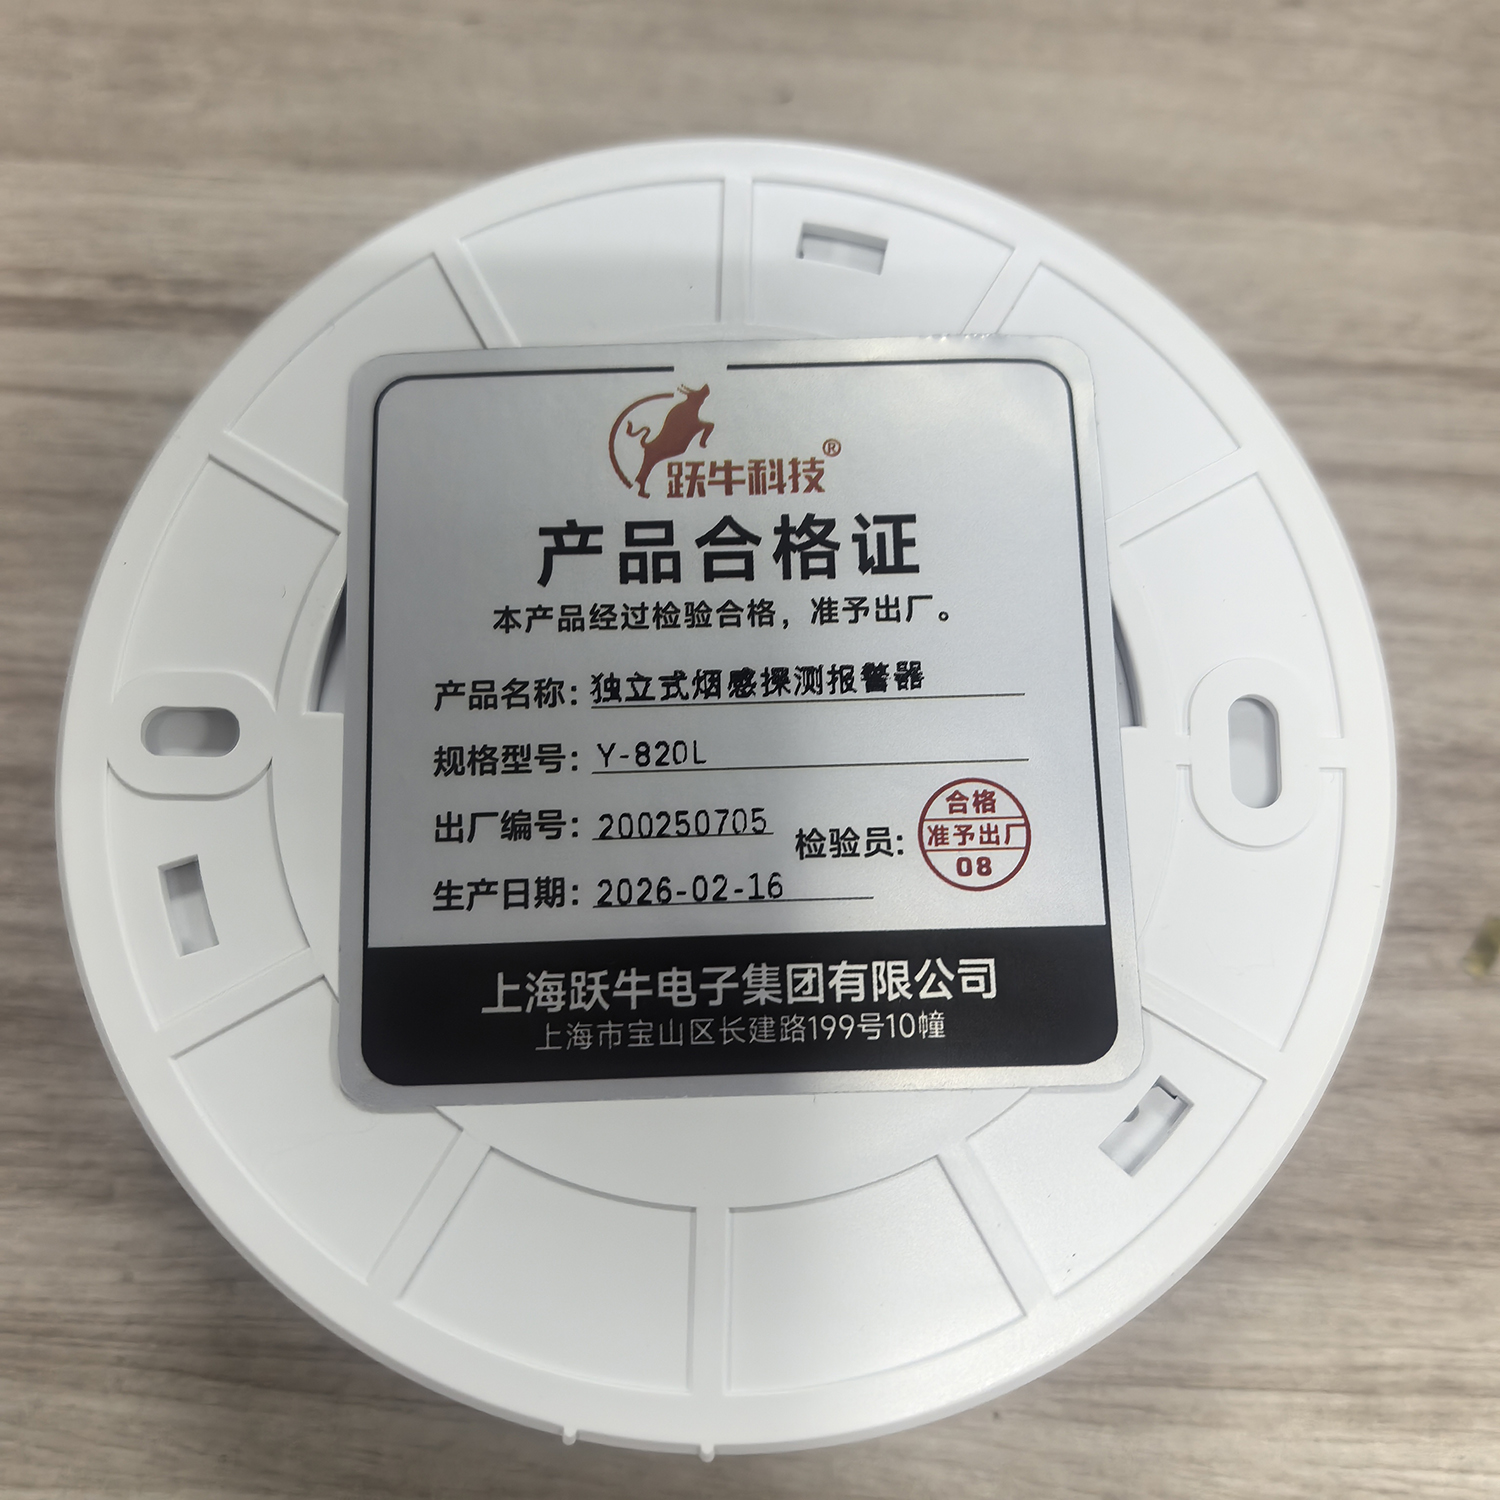 跃牛科技®
产品合格证
本产品经过检验合格，准予出厂。
产品名称：独立式烟感探测报警器
规格型号：Y-820L
出厂编号：200250705
检验员：
合格
准予出厂
08
生产日期：2026-02-16
上海跃牛电子集团有限公司
上海市宝山区长建路199号10幢